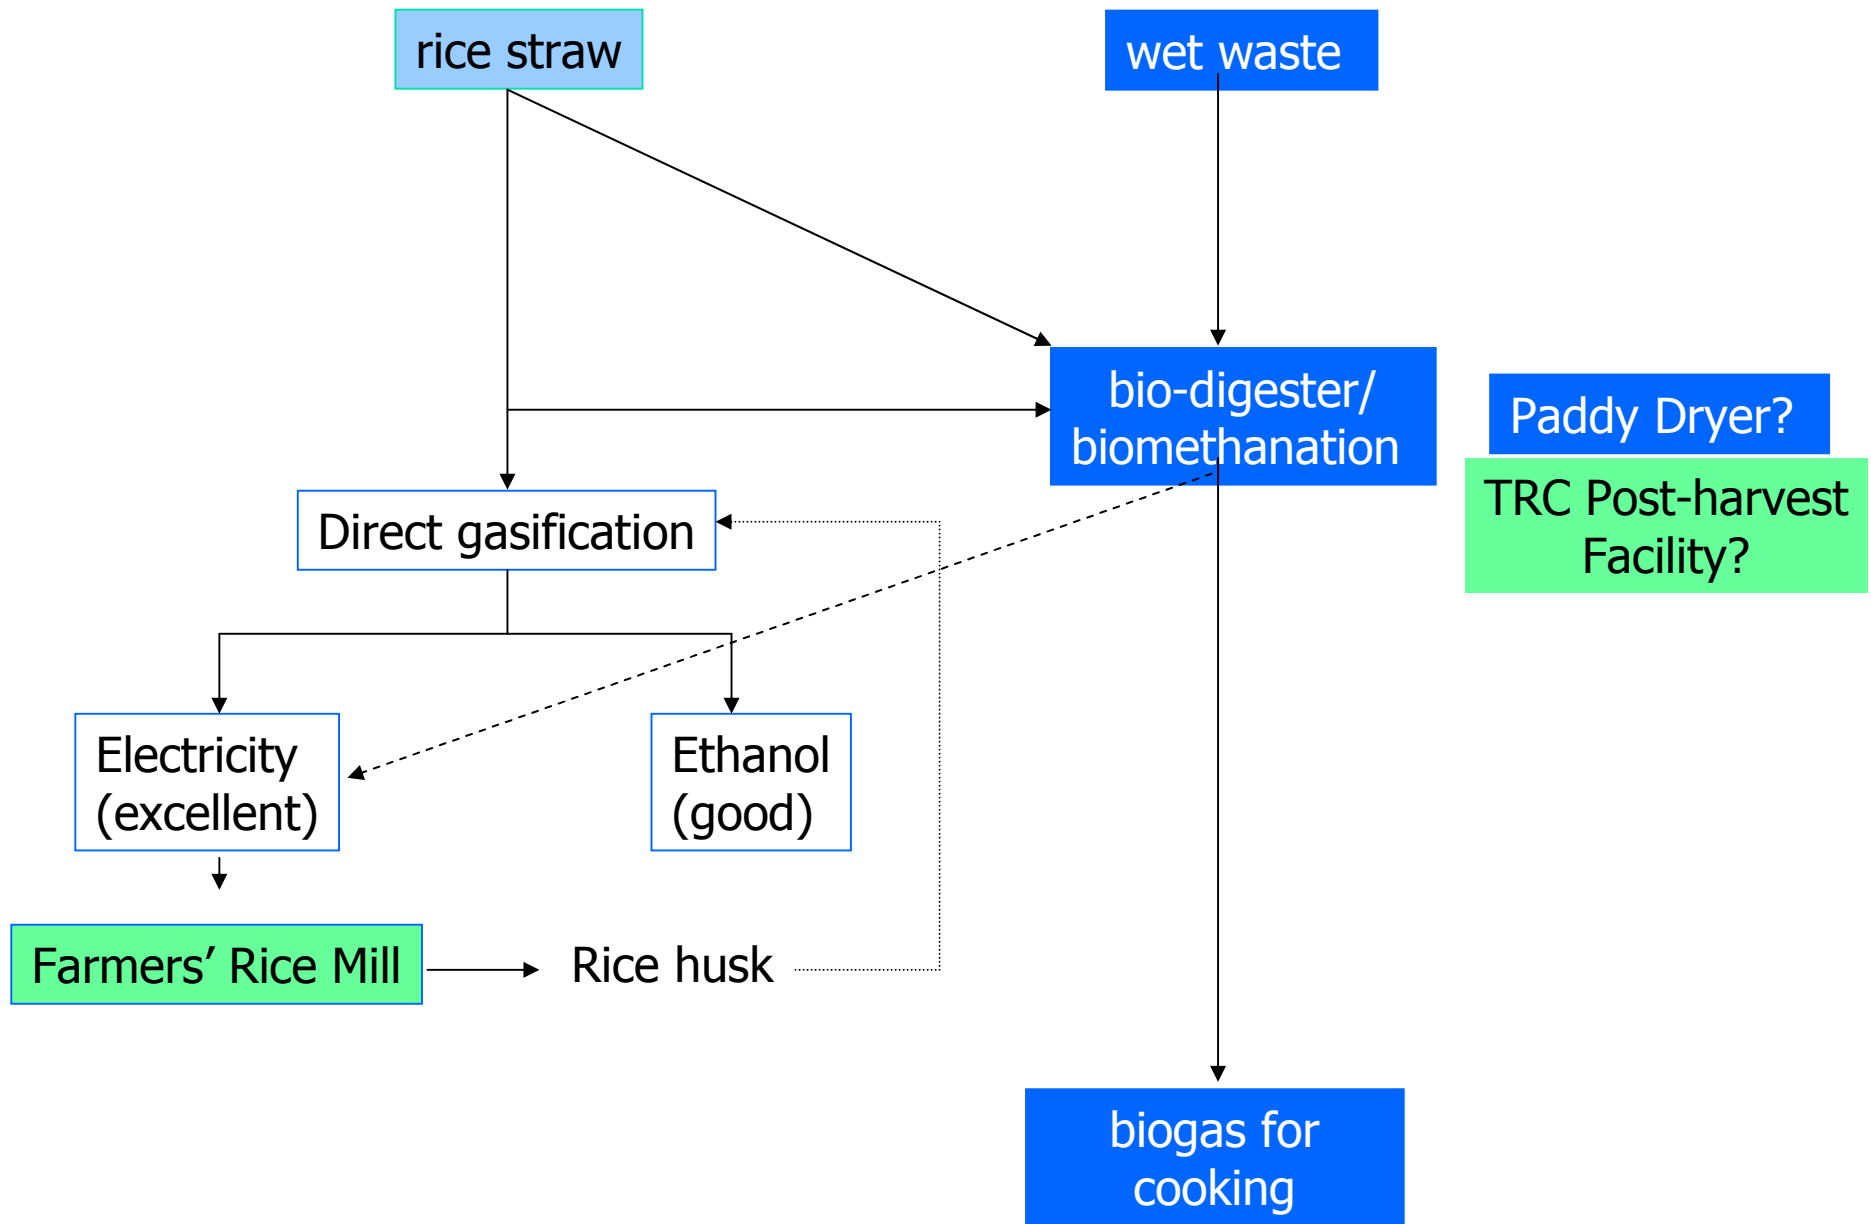 rice straw
wet waste
bio-digester/
biomethanation
Paddy Dryer?
TRC Post-harvest
Facility?
Direct gasification
Electricity
(excellent)
Ethanol
(good)
Farmers’ Rice Mill
Rice husk
biogas for
cooking